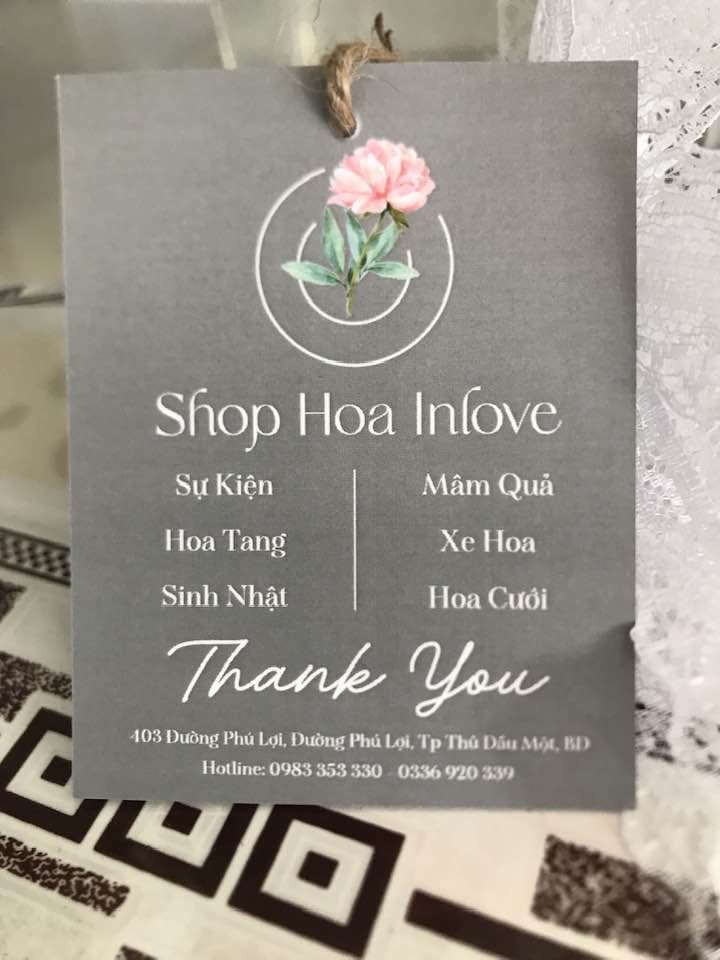 Shop Hoa Inlove
Sự Kiện
Hoa Tang
Sinh Nhật
Mâm Quả
Xe Hoa
Hoa Cưới
Thank You
403 Đường Phú Lợi, Đường Phú Lợi, Tp Thủ Dầu Một, BD
Hotline: 0983 353 330 - 0336 920 339